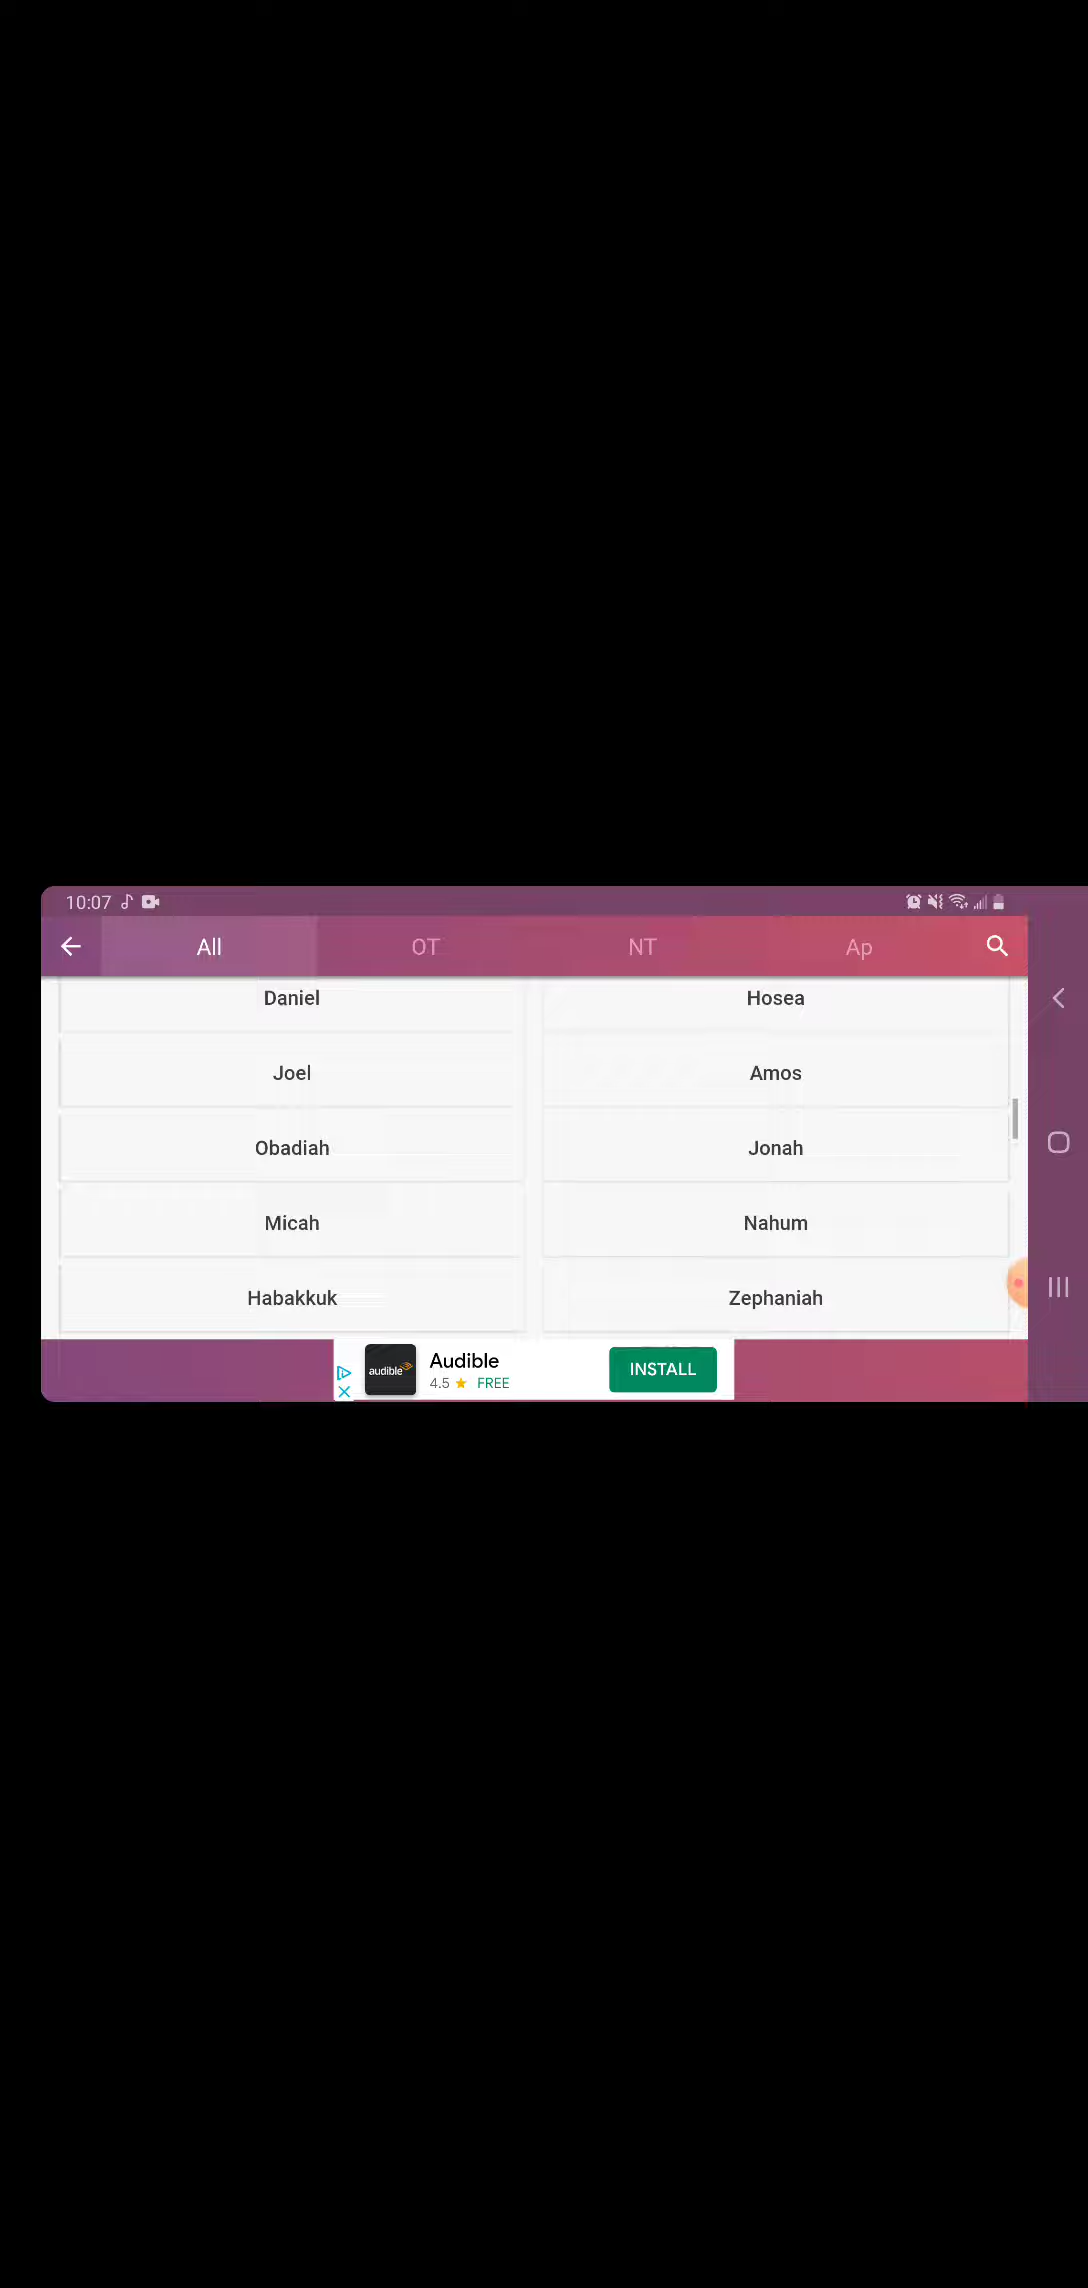 10:07
All OT NT Ap
Daniel Hosea
Joel Amos
Obadiah Jonah
Micah Nahum
Habakkuk Zephaniah
audible
Audible
4.5 ★ FREE
INSTALL